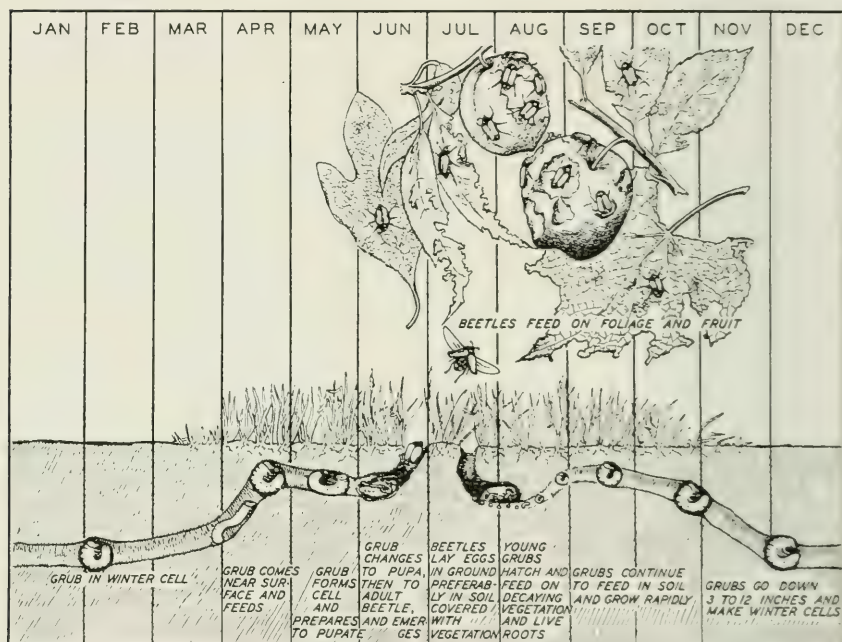 JAN FEB MAR APR MAY JUN JUL AUG SEP OCT NOV DEC
BEETLES FEED ON FOLIAGE AND FRUIT
GRUB IN WINTER CELL
GRUB COMES
NEAR SUR-
FACE AND
FEEDS
GRUB
FORMS
CELL
AND
PREPARES
TO PUPATE
GRUB
CHANGES
TO PUPA,
THEN TO
ADULT
BEETLE,
AND EMER
GES
BEETLES
LAY EGGS
IN GROUND
PREFERAB-
LY IN SOIL
COVERED
WITH
VEGETATION
YOUNG
GRUBS
HATCH AND
FEED ON
DECAYING
VEGETATION
AND LIVE
ROOTS
GRUBS CONTINUE
TO FEED IN SOIL
AND GROW RAPIDLY
GRUBS GO DOWN
3 TO 12 INCHES AND
MAKE WINTER CELLS